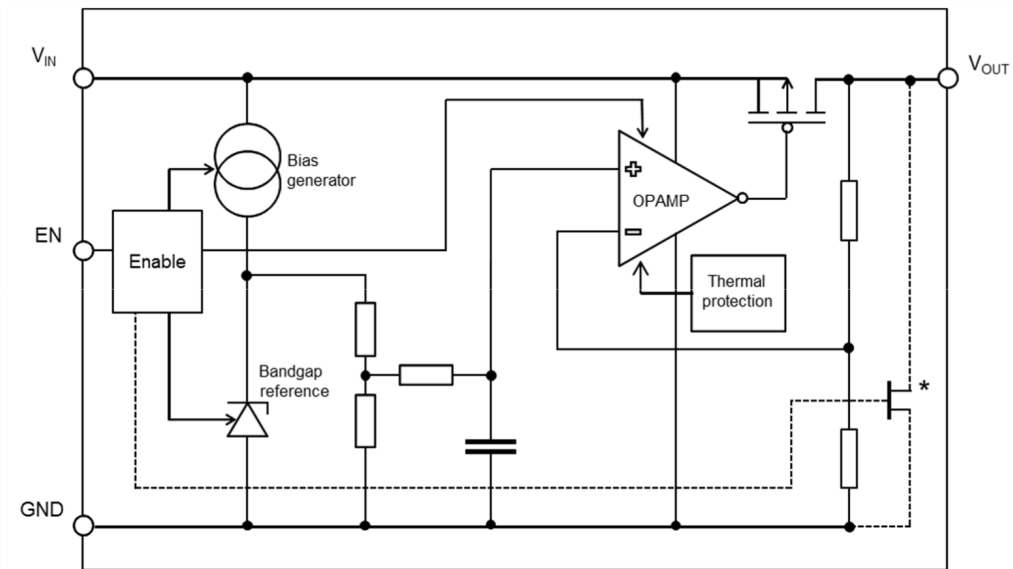 V_IN
V_OUT
Bias
generator
OPAMP
EN
Enable
Thermal
protection
Bandgap
reference
*
GND